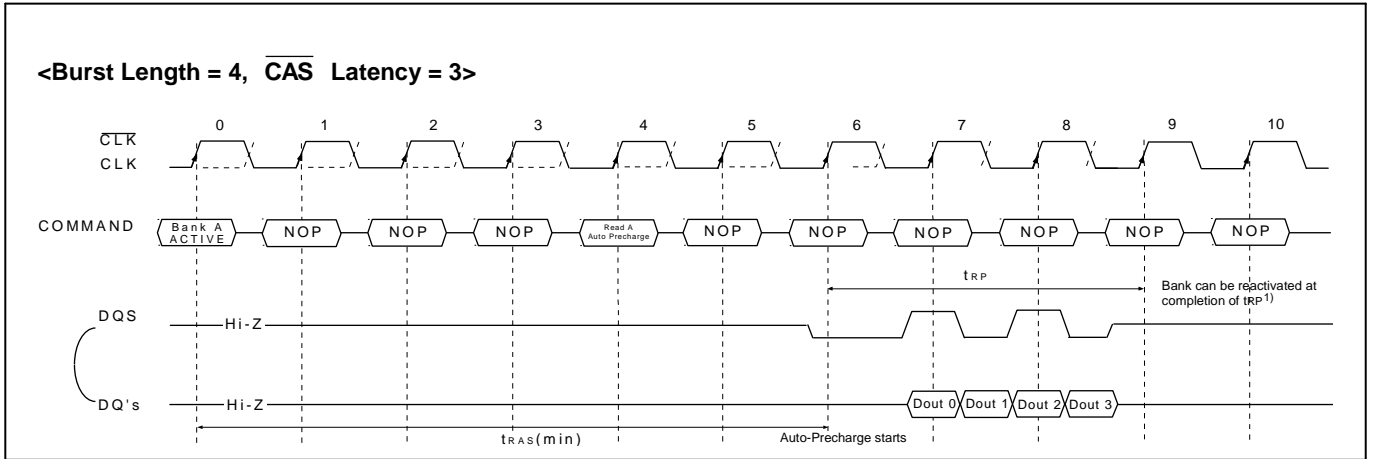 <Burst Length = 4, CAS Latency = 3>
0 1 2 3 4 5 6 7 8 9 10
CLK
CLK
COMMAND
Bank A
ACTIVE
NOP
NOP
NOP
Read A
Auto Precharge
NOP
NOP
NOP
NOP
NOP
NOP
tRP
Bank can be reactivated at
completion of tRP1)
DQS
Hi-Z
DQ's
Hi-Z
Dout 0 Dout 1 Dout 2 Dout 3
tRAS(min)
Auto-Precharge starts